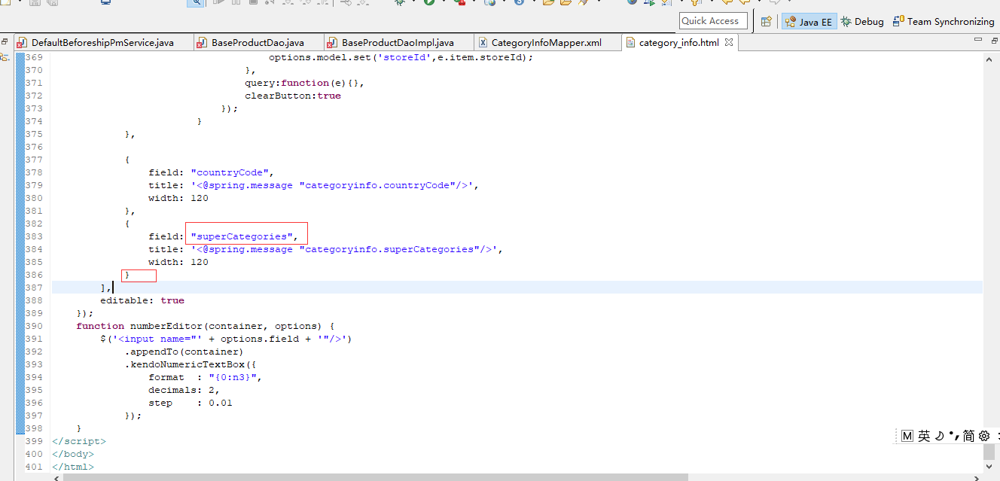 Quick Access
Java EE
Debug
Team Synchronizing
DefaultBeforeshipPmService.java
BaseProductDao.java
BaseProductDaoImpl.java
CategoryInfoMapper.xml
category_info.html
369 options.model.set('storeId',e.item.storeId);
370 },
371 query:function(e){},
372 clearButton:true
373 });
374 }
375 },
376
377 {
378 field: "countryCode",
379 title: '<@spring.message "categoryinfo.countryCode"/>',
380 width: 120
381 },
382 {
383 field: "superCategories",
384 title: '<@spring.message "categoryinfo.superCategories"/>',
385 width: 120
386 }
387 ],
388 editable: true
389 });
390 function numberEditor(container, options) {
391 $('<input name="' + options.field + '"/>')
392 .appendTo(container)
393 .kendoNumericTextBox({
394 format : "{0:n3}",
395 decimals: 2,
396 step : 0.01
397 });
398 }
399 </script>
400 </body>
401 </html>
M 英 简